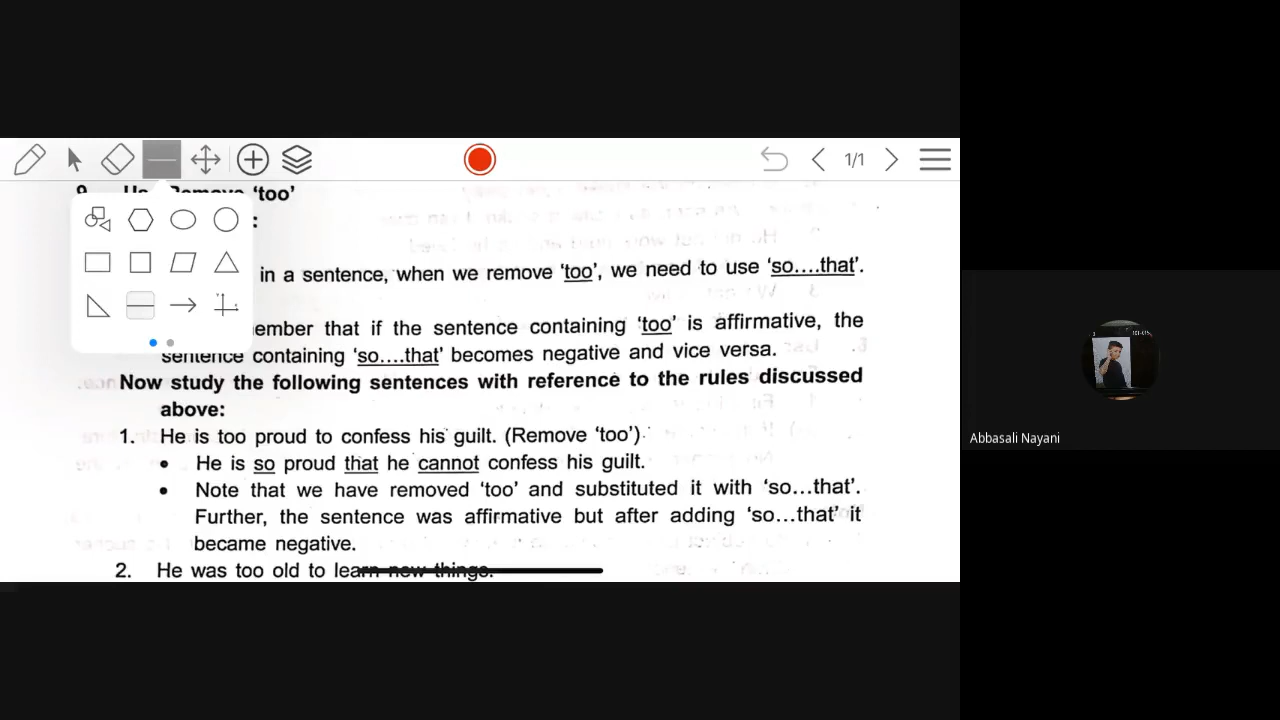 1/1
‘too’
:
in a sentence, when we remove ‘too’, we need to use ‘so....that’.
ember that if the sentence containing ‘too’ is affirmative, the
sentence containing ‘so....that’ becomes negative and vice versa.
Now study the following sentences with reference to the rules discussed
above:
1. He is too proud to confess his guilt. (Remove ‘too’)
• He is so proud that he cannot confess his guilt.
• Note that we have removed ‘too’ and substituted it with ‘so...that’.
Further, the sentence was affirmative but after adding ‘so...that’ it
became negative.
2. He was too old to learn new things.
Abbasali Nayani